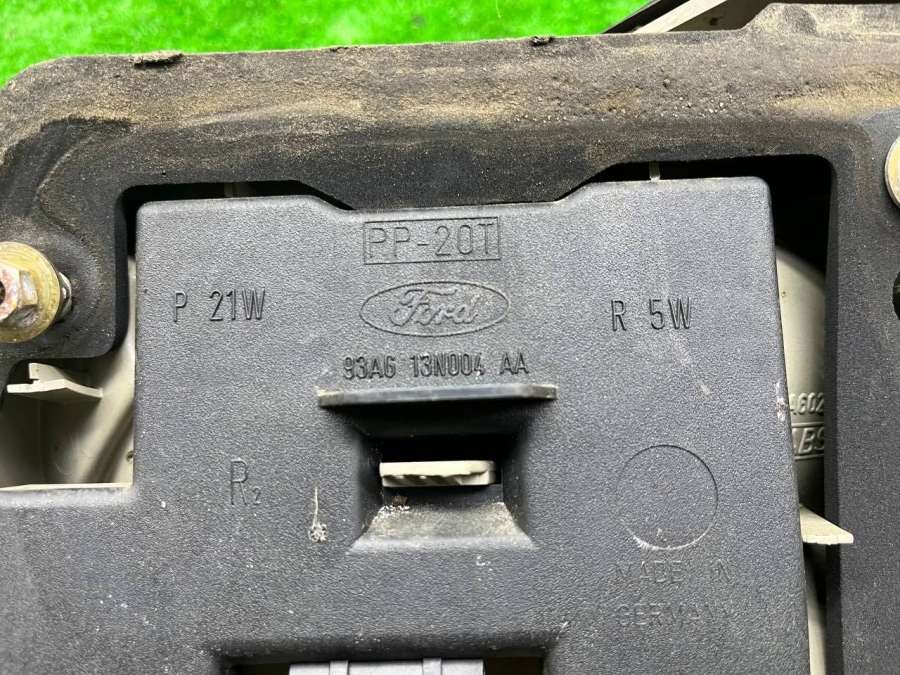 PP-20T
Ford
P 21W
R 5W
93AG 13N004 AA
R2
MADE IN
GERMANY